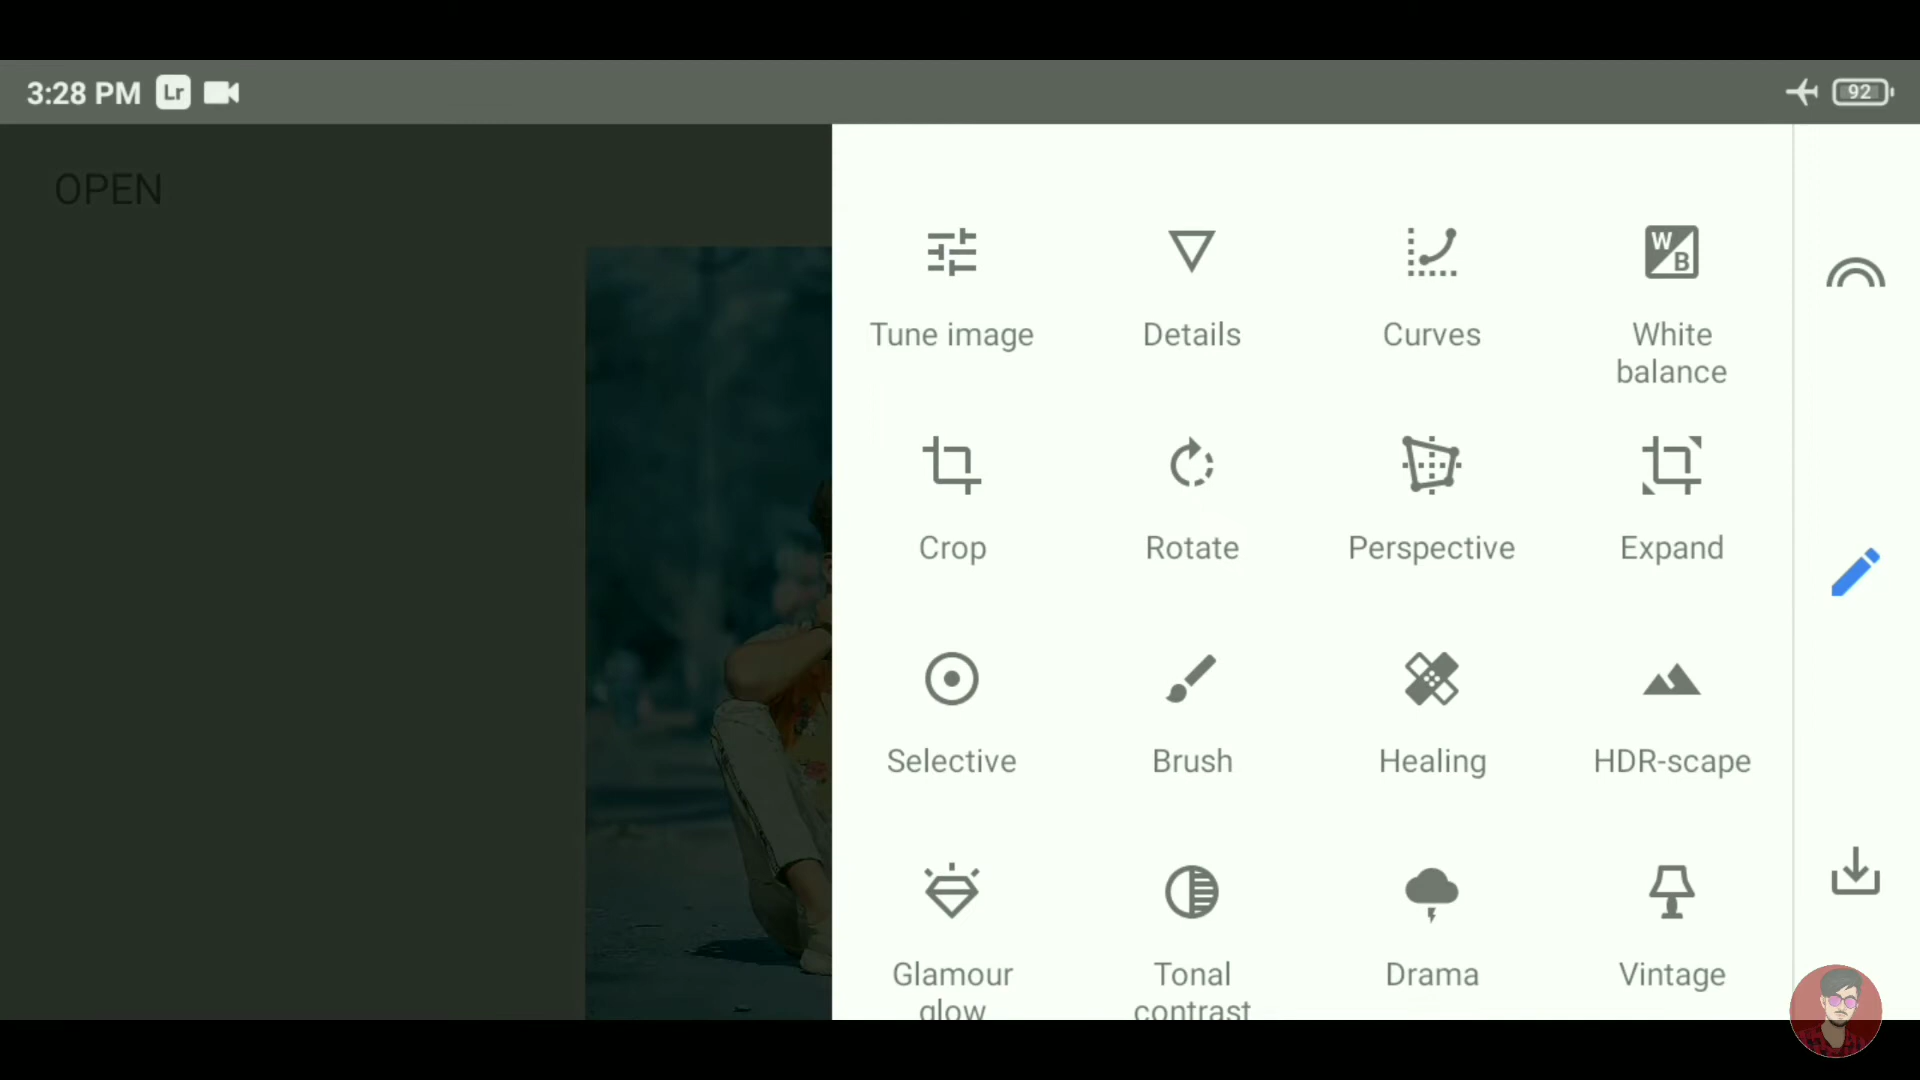 3:28 PM Lr 92
OPEN
Tune image Details Curves White balance
W B
Crop Rotate Perspective Expand
Selective Brush Healing HDR-scape
Glamour glow Tonal contrast Drama Vintage